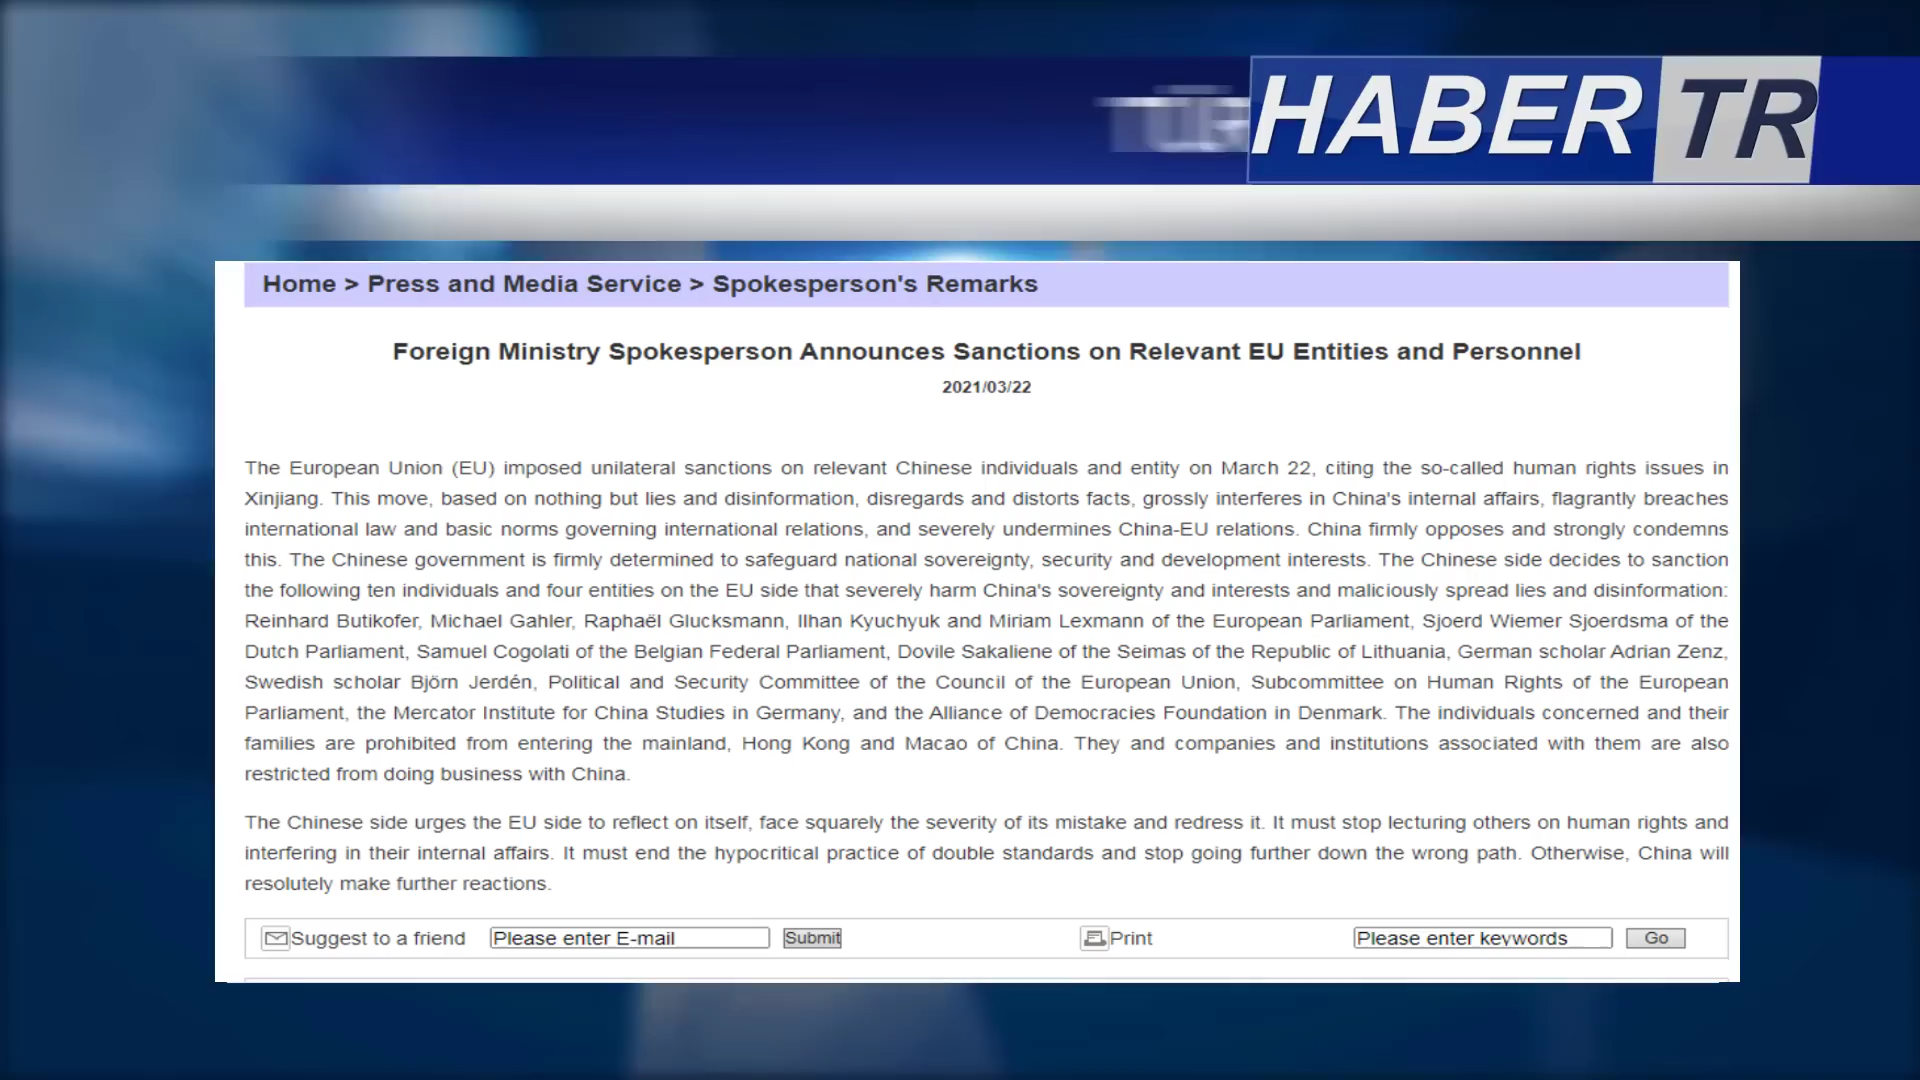 HABER TR
Home > Press and Media Service > Spokesperson's Remarks
Foreign Ministry Spokesperson Announces Sanctions on Relevant EU Entities and Personnel
2021/03/22
The European Union (EU) imposed unilateral sanctions on relevant Chinese individuals and entity on March 22, citing the so-called human rights issues in
Xinjiang. This move, based on nothing but lies and disinformation, disregards and distorts facts, grossly interferes in China's internal affairs, flagrantly breaches
international law and basic norms governing international relations, and severely undermines China-EU relations. China firmly opposes and strongly condemns
this. The Chinese government is firmly determined to safeguard national sovereignty, security and development interests. The Chinese side decides to sanction
the following ten individuals and four entities on the EU side that severely harm China's sovereignty and interests and maliciously spread lies and disinformation:
Reinhard Butikofer, Michael Gahler, Raphaël Glucksmann, Ilhan Kyuchyuk and Miriam Lexmann of the European Parliament, Sjoerd Wiemer Sjoerdsma of the
Dutch Parliament, Samuel Cogolati of the Belgian Federal Parliament, Dovile Sakaliene of the Seimas of the Republic of Lithuania, German scholar Adrian Zenz,
Swedish scholar Björn Jerdén, Political and Security Committee of the Council of the European Union, Subcommittee on Human Rights of the European
Parliament, the Mercator Institute for China Studies in Germany, and the Alliance of Democracies Foundation in Denmark. The individuals concerned and their
families are prohibited from entering the mainland, Hong Kong and Macao of China. They and companies and institutions associated with them are also
restricted from doing business with China.
The Chinese side urges the EU side to reflect on itself, face squarely the severity of its mistake and redress it. It must stop lecturing others on human rights and
interfering in their internal affairs. It must end the hypocritical practice of double standards and stop going further down the wrong path. Otherwise, China will
resolutely make further reactions.
Suggest to a friend Please enter E-mail Submit Print Please enter keywords Go